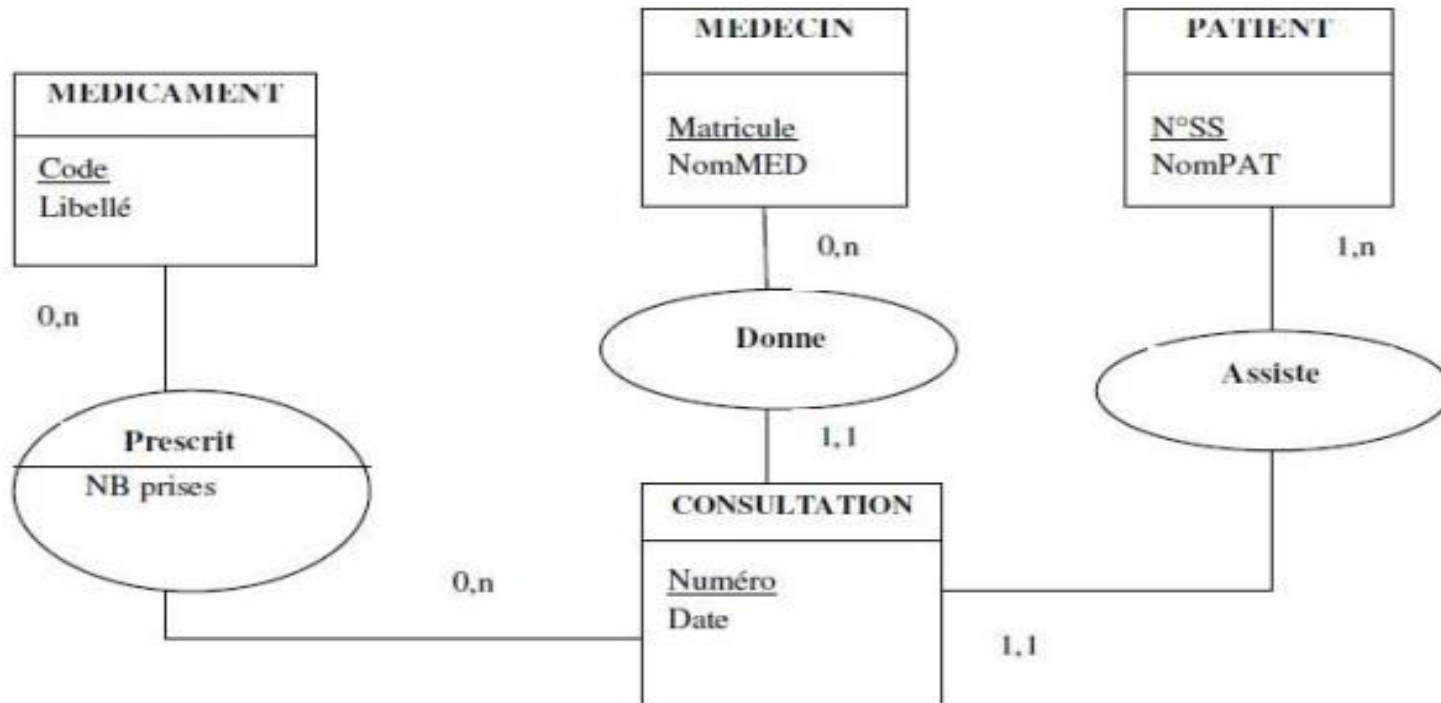 MEDICAMENT
Code
Libellé
0,n
Prescrit
NB prises
0,n
MEDECIN
Matricule
NomMED
0,n
Donne
1,1
CONSULTATION
Numéro
Date
PATIENT
N°SS
NomPAT
1,n
Assiste
1,1